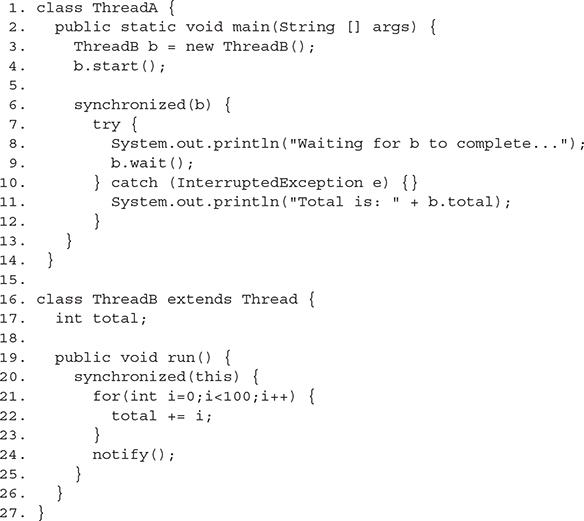 1. class ThreadA {
2.   public static void main(String [] args) {
3.     ThreadB b = new ThreadB();
4.     b.start();
5.
6.     synchronized(b) {
7.       try {
8.         System.out.println("Waiting for b to complete...");
9.         b.wait();
10.       } catch (InterruptedException e) {}
11.         System.out.println("Total is: " + b.total);
12.       }
13.    }
14.  }
15.
16. class ThreadB extends Thread {
17.   int total;
18.
19.   public void run() {
20.     synchronized(this) {
21.       for(int i=0;i<100;i++) {
22.         total += i;
23.       }
24.       notify();
25.     }
26.   }
27. }